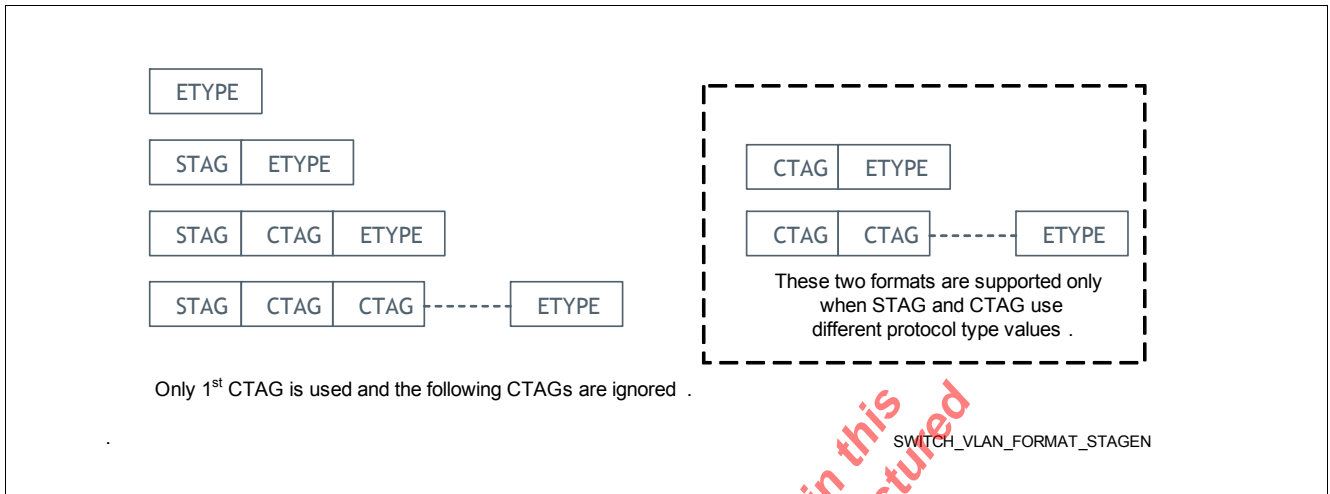 ETYPE
STAG ETYPE
STAG CTAG ETYPE
STAG CTAG CTAG ETYPE
Only 1st CTAG is used and the following CTAGs are ignored .
CTAG ETYPE
CTAG CTAG ETYPE
These two formats are supported only
when STAG and CTAG use
different protocol type values .
.
SWITCH_VLAN_FORMAT_STAGEN
in this